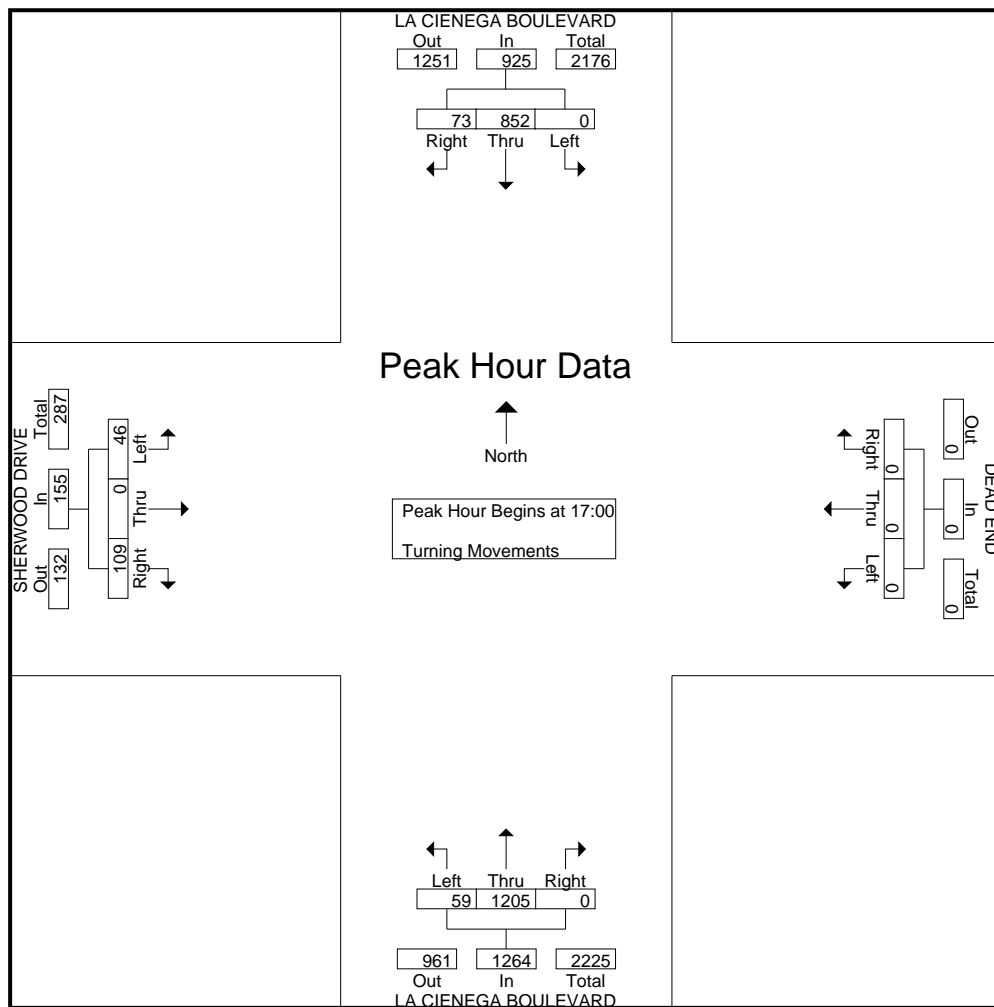 LA CIENEGA BOULEVARD
Out In Total
1251 925 2176
73 852 0
Right Thru Left
Peak Hour Data
North
Peak Hour Begins at 17:00
Turning Movements
SHERWOOD DRIVE
Out In Total
132 155 287
109 0 46
Right Thru Left
DEAD END
Out In Total
0 0 0
0 0 0
Right Thru Left
Left Thru Right
59 1205 0
961 1264 2225
Out In Total
LA CIENEGA BOULEVARD